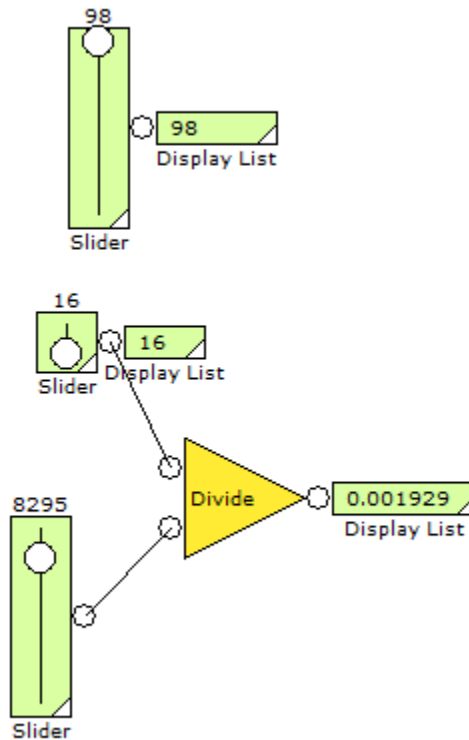 98
98
Display List
Slider
16
16
Slider
Display List
Divide
8295
0.001929
Display List
Slider